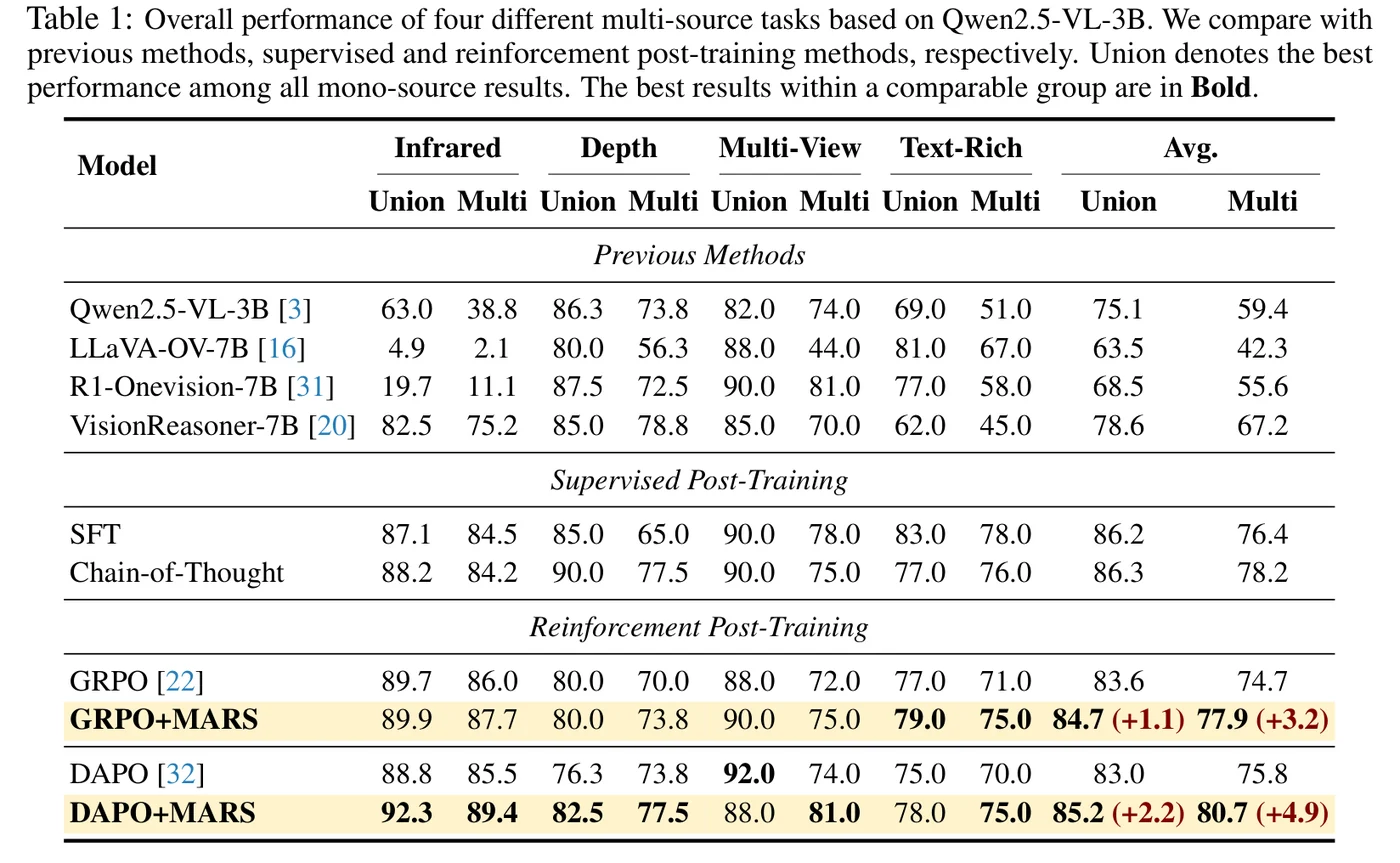 Table 1: Overall performance of four different multi-source tasks based on Qwen2.5-VL-3B. We compare with
previous methods, supervised and reinforcement post-training methods, respectively. Union denotes the best
performance among all mono-source results. The best results within a comparable group are in Bold.
Model Infrared Depth Multi-View Text-Rich Avg.
Union Multi Union Multi Union Multi Union Multi Union Multi
Previous Methods
Qwen2.5-VL-3B [3] 63.0 38.8 86.3 73.8 82.0 74.0 69.0 51.0 75.1 59.4
LLaVA-OV-7B [16] 4.9 2.1 80.0 56.3 88.0 44.0 81.0 67.0 63.5 42.3
R1-Onevision-7B [31] 19.7 11.1 87.5 72.5 90.0 81.0 77.0 58.0 68.5 55.6
VisionReasoner-7B [20] 82.5 75.2 85.0 78.8 85.0 70.0 62.0 45.0 78.6 67.2
Supervised Post-Training
SFT 87.1 84.5 85.0 65.0 90.0 78.0 83.0 78.0 86.2 76.4
Chain-of-Thought 88.2 84.2 90.0 77.5 90.0 75.0 77.0 76.0 86.3 78.2
Reinforcement Post-Training
GRPO [22] 89.7 86.0 80.0 70.0 88.0 72.0 77.0 71.0 83.6 74.7
GRPO+MARS 89.9 87.7 80.0 73.8 90.0 75.0 79.0 75.0 84.7 (+1.1) 77.9 (+3.2)
DAPO [32] 88.8 85.5 76.3 73.8 92.0 74.0 75.0 70.0 83.0 75.8
DAPO+MARS 92.3 89.4 82.5 77.5 88.0 81.0 78.0 75.0 85.2 (+2.2) 80.7 (+4.9)